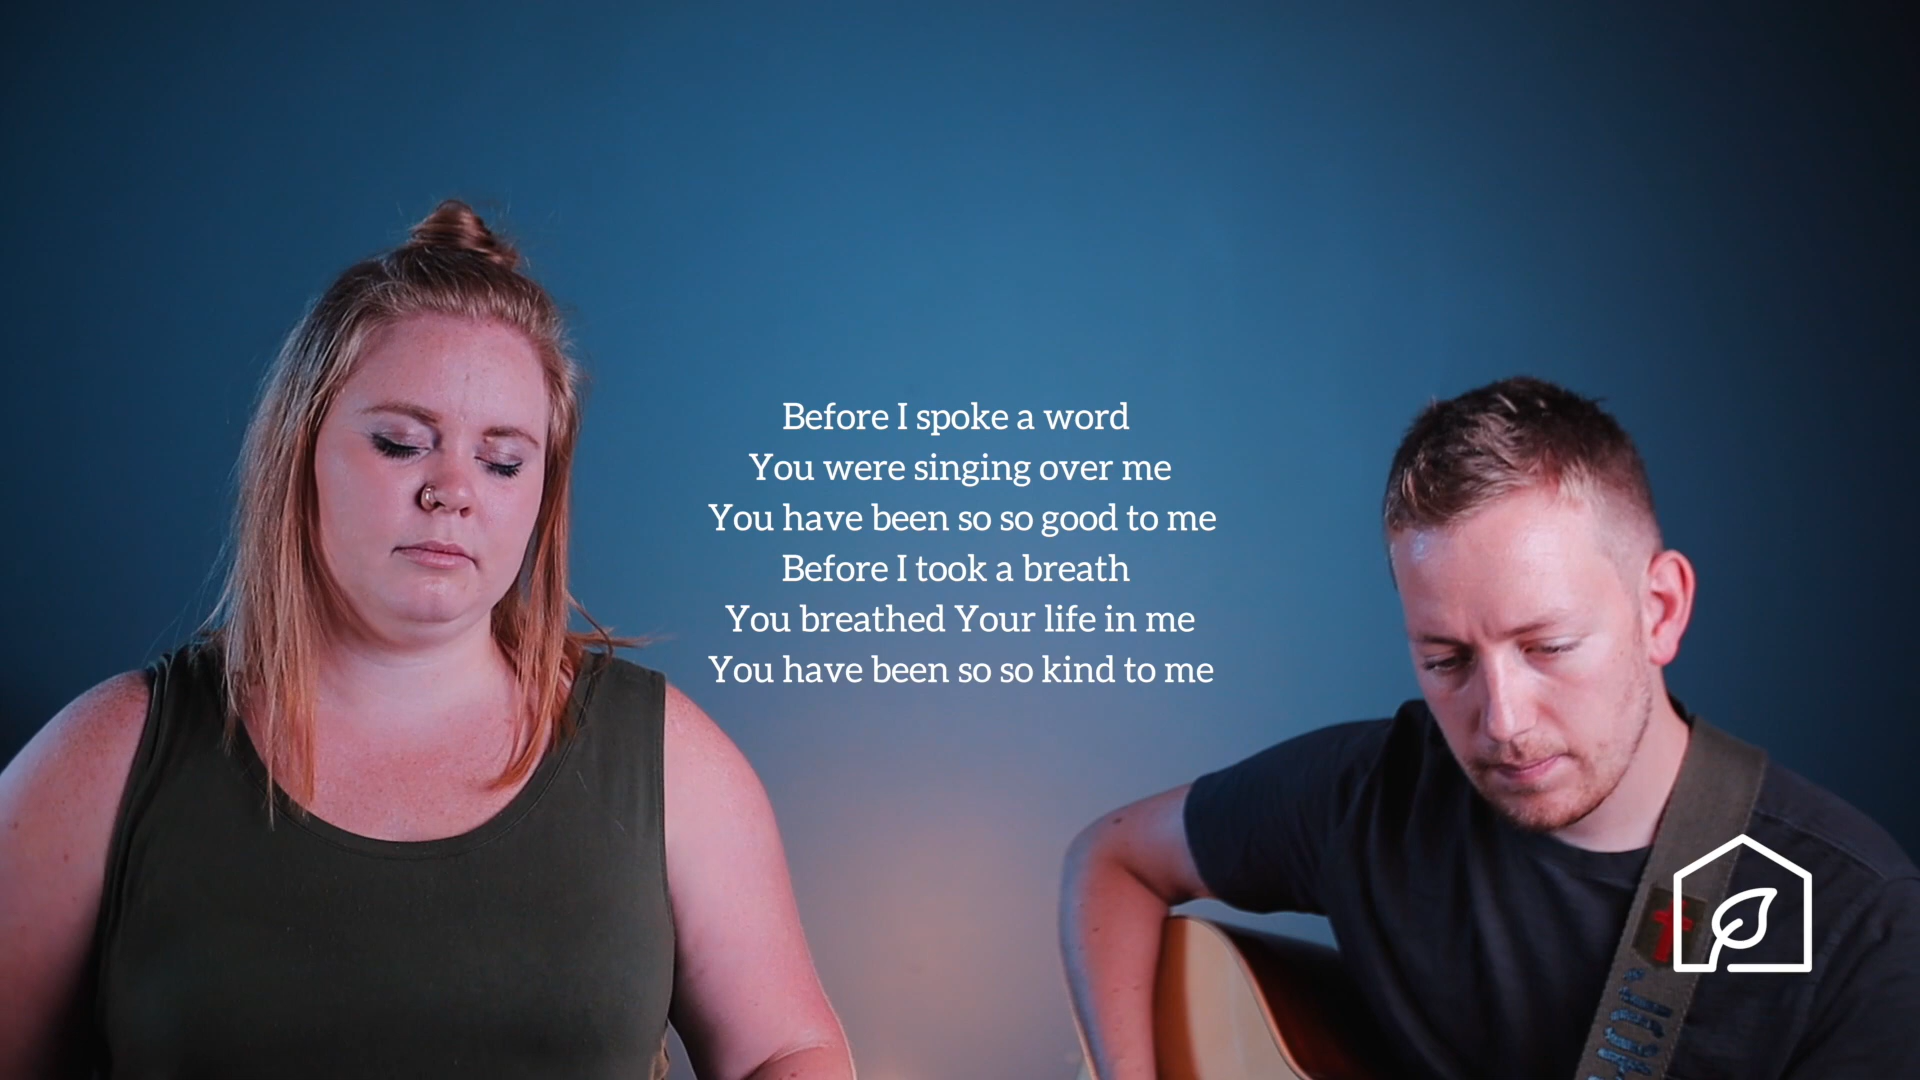 Before I spoke a word
You were singing over me
You have been so so good to me
Before I took a breath
You breathed Your life in me
You have been so so kind to me